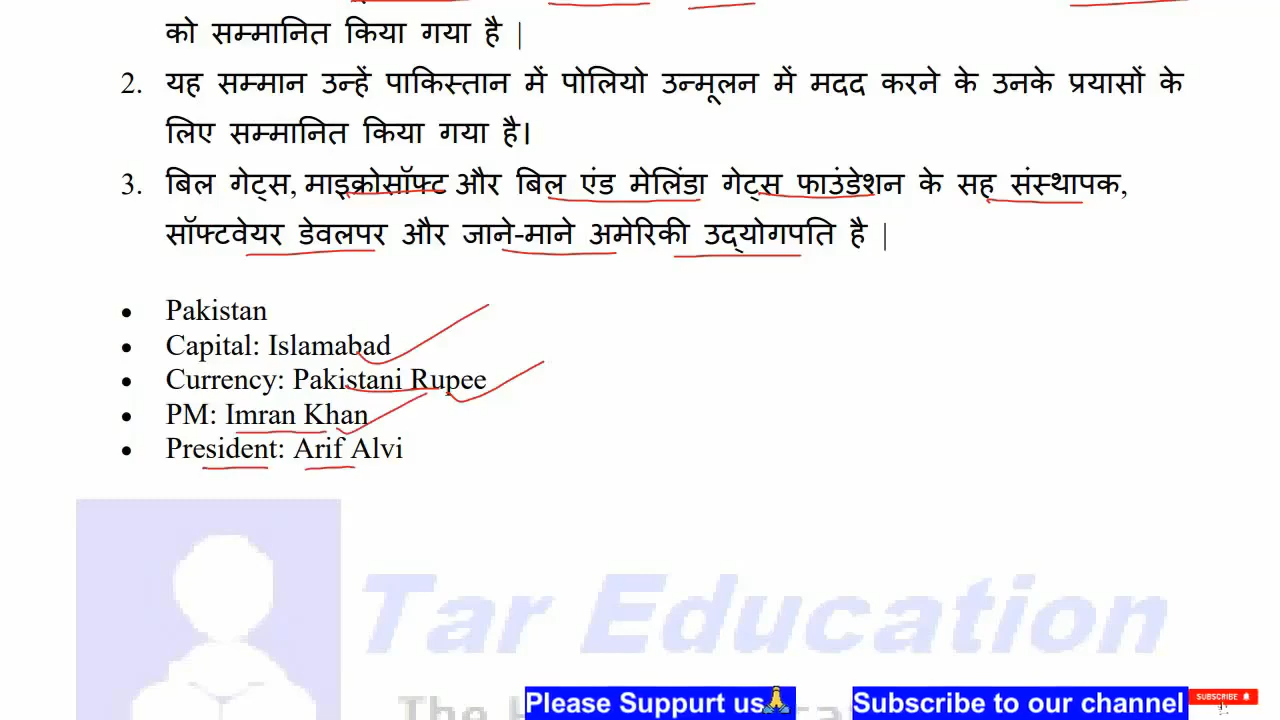 को सम्मानित किया गया है |
2. यह सम्मान उन्हें पाकिस्तान में पोलियो उन्मूलन में मदद करने के उनके प्रयासों के
लिए सम्मानित किया गया है।
3. बिल गेट्स, माइक्रोसॉफ्ट और बिल एंड मेलिंडा गेट्स फाउंडेशन के सह संस्थापक,
सॉफ्टवेयर डेवलपर और जाने-माने अमेरिकी उद्योगपति है |
• Pakistan
• Capital: Islamabad
• Currency: Pakistani Rupee
• PM: Imran Khan
• President: Arif Alvi
Tar Education
The
Please Suppurt us🙏
Subscribe to our channel
SUBSCRIBE